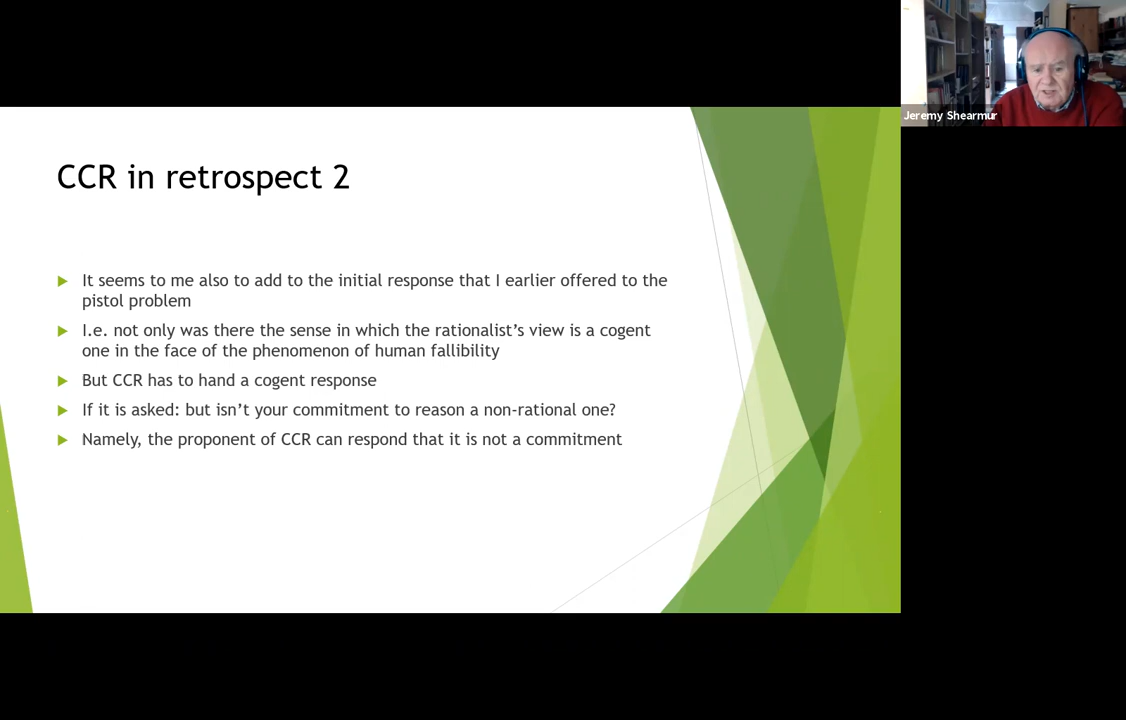 CCR in retrospect 2
It seems to me also to add to the initial response that I earlier offered to the
pistol problem
I.e. not only was there the sense in which the rationalist's view is a cogent
one in the face of the phenomenon of human fallibility
But CCR has to hand a cogent response
If it is asked: but isn't your commitment to reason a non-rational one?
Namely, the proponent of CCR can respond that it is not a commitment
Jeremy Shearmur